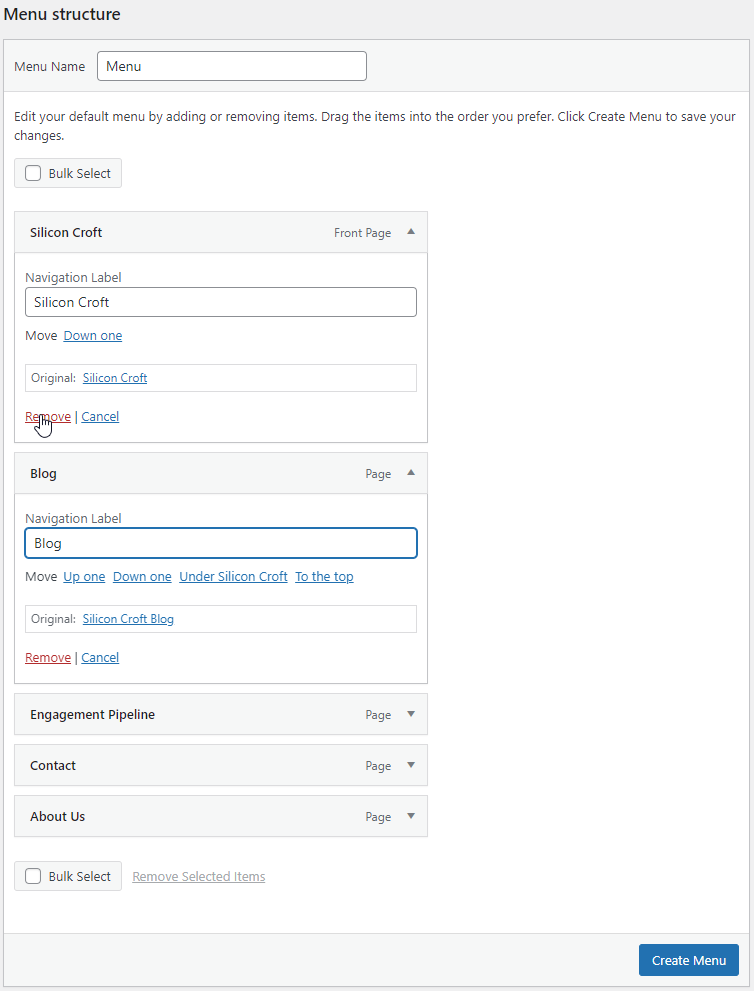 Menu structure
Menu Name Menu
Edit your default menu by adding or removing items. Drag the items into the order you prefer. Click Create Menu to save your
changes.
Bulk Select
Silicon Croft Front Page
Navigation Label
Silicon Croft
Move Down one
Original: Silicon Croft
Remove | Cancel
Blog Page
Navigation Label
Blog
Move Up one Down one Under Silicon Croft To the top
Original: Silicon Croft Blog
Remove | Cancel
Engagement Pipeline Page
Contact Page
About Us Page
Bulk Select Remove Selected Items
Create Menu